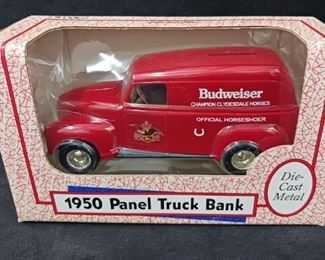 Budweiser
CHAMPION CLYDESDALE HORSES
OFFICIAL HORSESHOER
1950 Panel Truck Bank
Die-
Cast
Metal